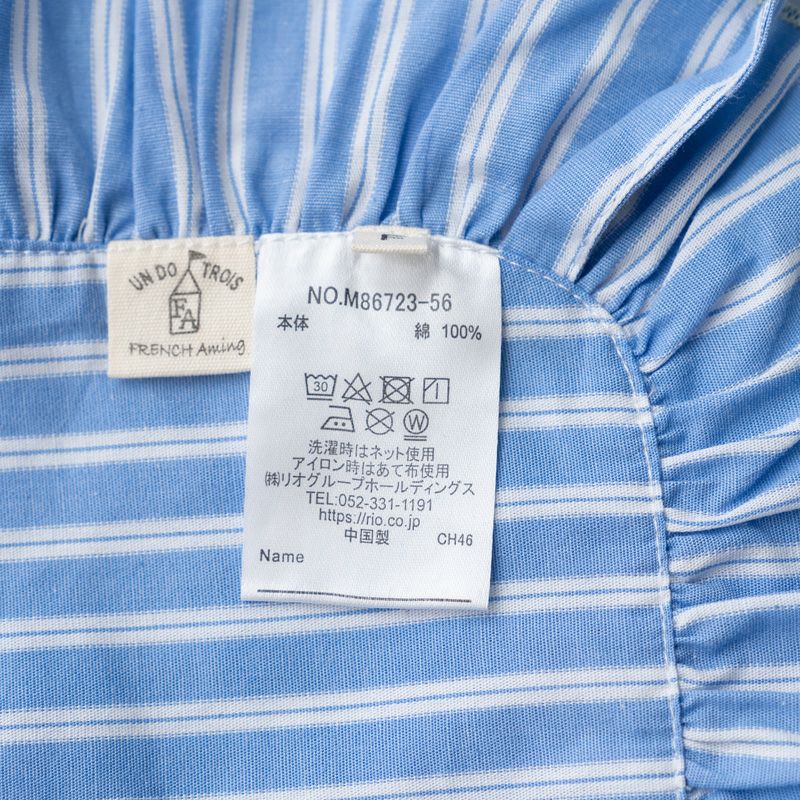 UN DO TROIS
FA
FRENCH Aming
NO.M86723-56
本体 綿 100%
30
洗濯時はネット使用
アイロン時はあて布使用
㈱リオグループホールディングス
TEL:052-331-1191
https://rio.co.jp
中国製 CH46
Name